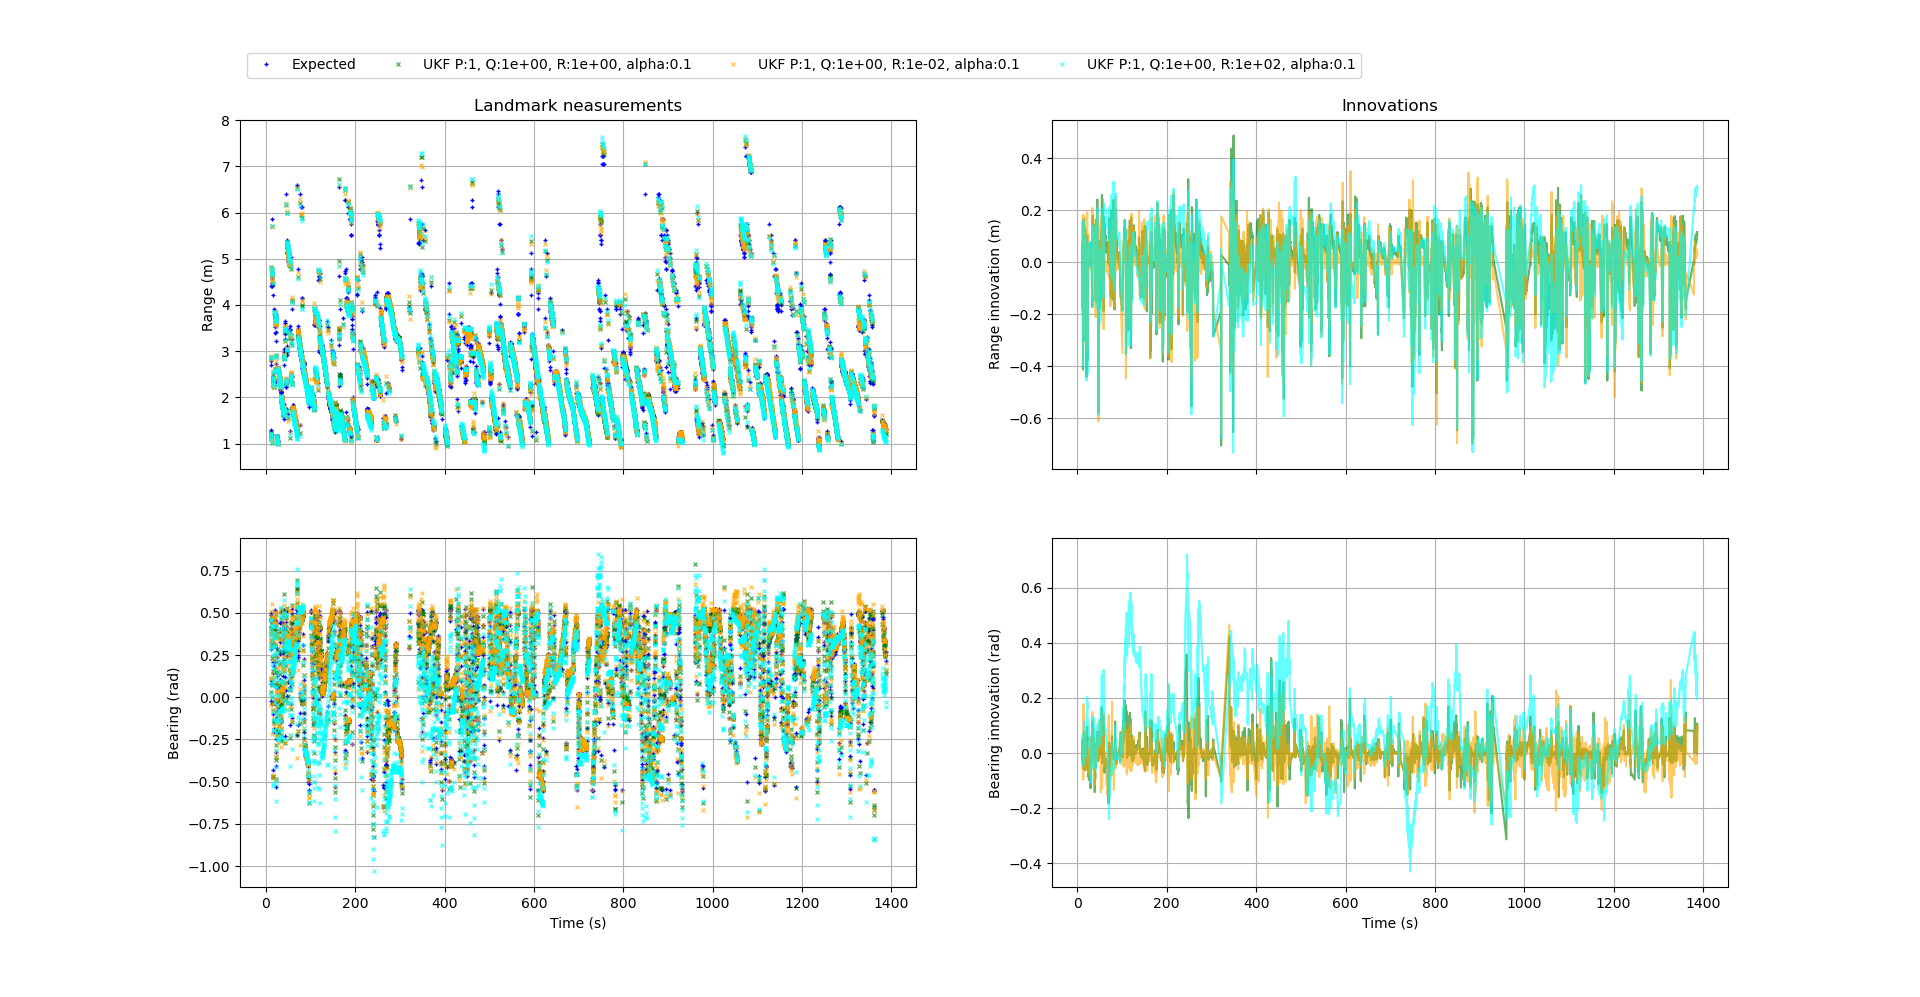 Expected UKF P:1, Q:1e+00, R:1e+00, alpha:0.1 UKF P:1, Q:1e+00, R:1e-02, alpha:0.1 UKF P:1, Q:1e+00, R:1e+02, alpha:0.1
Landmark neasurements
8
7
6
5
4
3
2
1
Range (m)
Innovations
0.4
0.2
0.0
−0.2
−0.4
−0.6
Range innovation (m)
0.75
0.50
0.25
0.00
−0.25
−0.50
−0.75
−1.00
Bearing (rad)
0 200 400 600 800 1000 1200 1400
Time (s)
0.6
0.4
0.2
0.0
−0.2
−0.4
Bearing innovation (rad)
0 200 400 600 800 1000 1200 1400
Time (s)